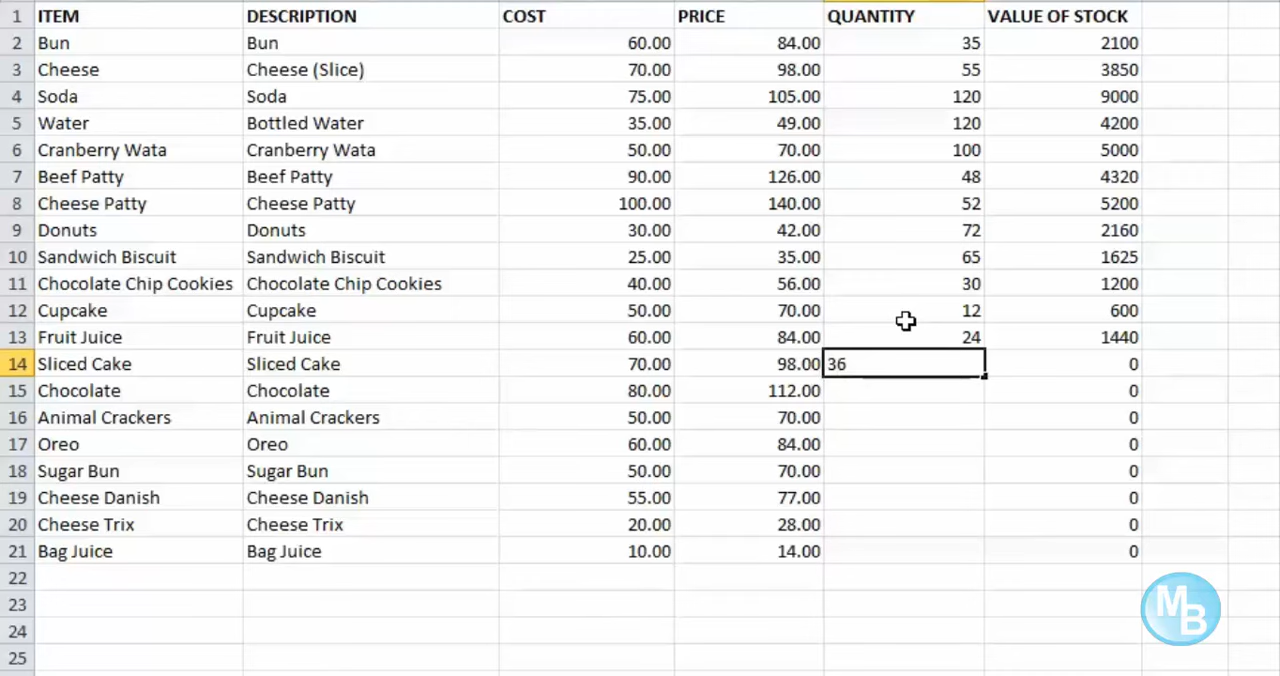 1 ITEM DESCRIPTION COST PRICE QUANTITY VALUE OF STOCK
2 Bun Bun 60.00 84.00 35 2100
3 Cheese Cheese (Slice) 70.00 98.00 55 3850
4 Soda Soda 75.00 105.00 120 9000
5 Water Bottled Water 35.00 49.00 120 4200
6 Cranberry Wata Cranberry Wata 50.00 70.00 100 5000
7 Beef Patty Beef Patty 90.00 126.00 48 4320
8 Cheese Patty Cheese Patty 100.00 140.00 52 5200
9 Donuts Donuts 30.00 42.00 72 2160
10 Sandwich Biscuit Sandwich Biscuit 25.00 35.00 65 1625
11 Chocolate Chip Cookies Chocolate Chip Cookies 40.00 56.00 30 1200
12 Cupcake Cupcake 50.00 70.00 12 600
13 Fruit Juice Fruit Juice 60.00 84.00 24 1440
14 Sliced Cake Sliced Cake 70.00 98.00 36 0
15 Chocolate Chocolate 80.00 112.00 0
16 Animal Crackers Animal Crackers 50.00 70.00 0
17 Oreo Oreo 60.00 84.00 0
18 Sugar Bun Sugar Bun 50.00 70.00 0
19 Cheese Danish Cheese Danish 55.00 77.00 0
20 Cheese Trix Cheese Trix 20.00 28.00 0
21 Bag Juice Bag Juice 10.00 14.00 0
22
23
24
25
MB